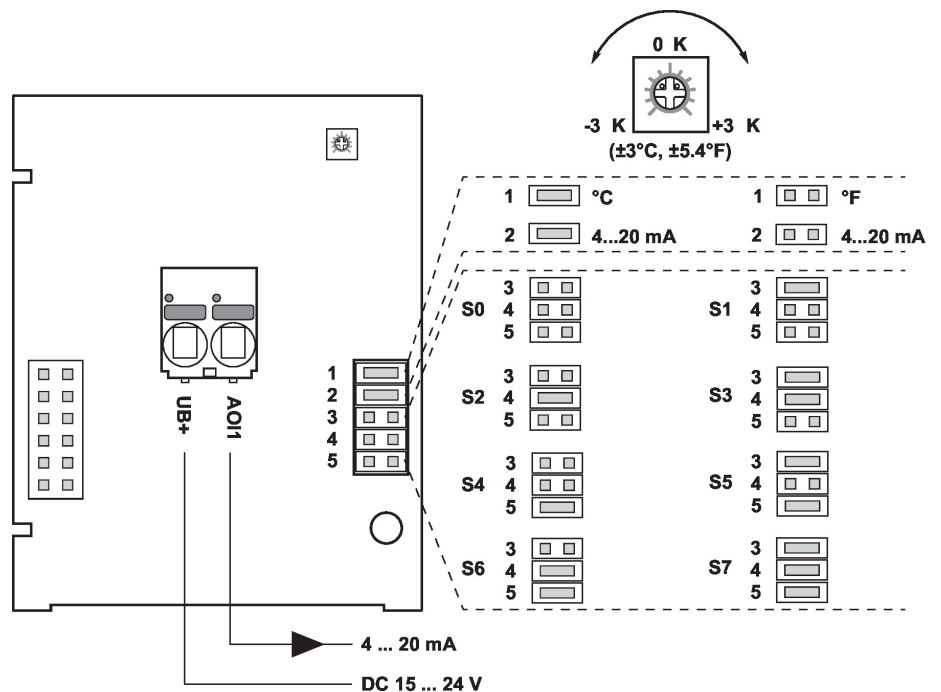 0 K
-3 K +3 K
(±3°C, ±5.4°F)
1 °C 1 °F
2 4...20 mA 2 4...20 mA
3 3
S0 4 S1 4
5 5
3 3
S2 4 S3 4
5 5
3 3
S4 4 S5 4
5 5
3 3
S6 4 S7 4
5 5
1
2
3
4
5
UB+
AOI1
4 ... 20 mA
DC 15 ... 24 V